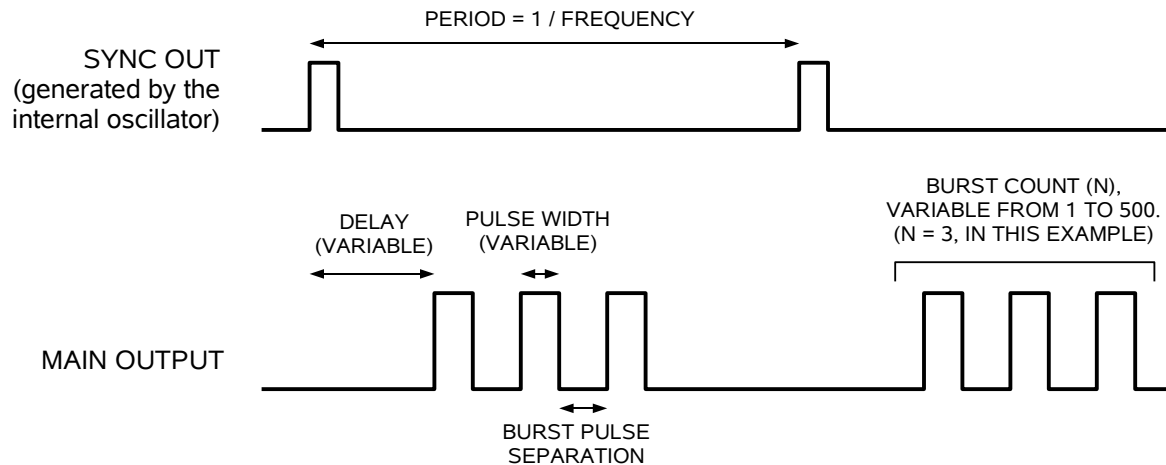 PERIOD = 1 / FREQUENCY
SYNC OUT
(generated by the
internal oscillator)
BURST COUNT (N),
VARIABLE FROM 1 TO 500.
(N = 3, IN THIS EXAMPLE)
DELAY
(VARIABLE)
PULSE WIDTH
(VARIABLE)
MAIN OUTPUT
BURST PULSE
SEPARATION